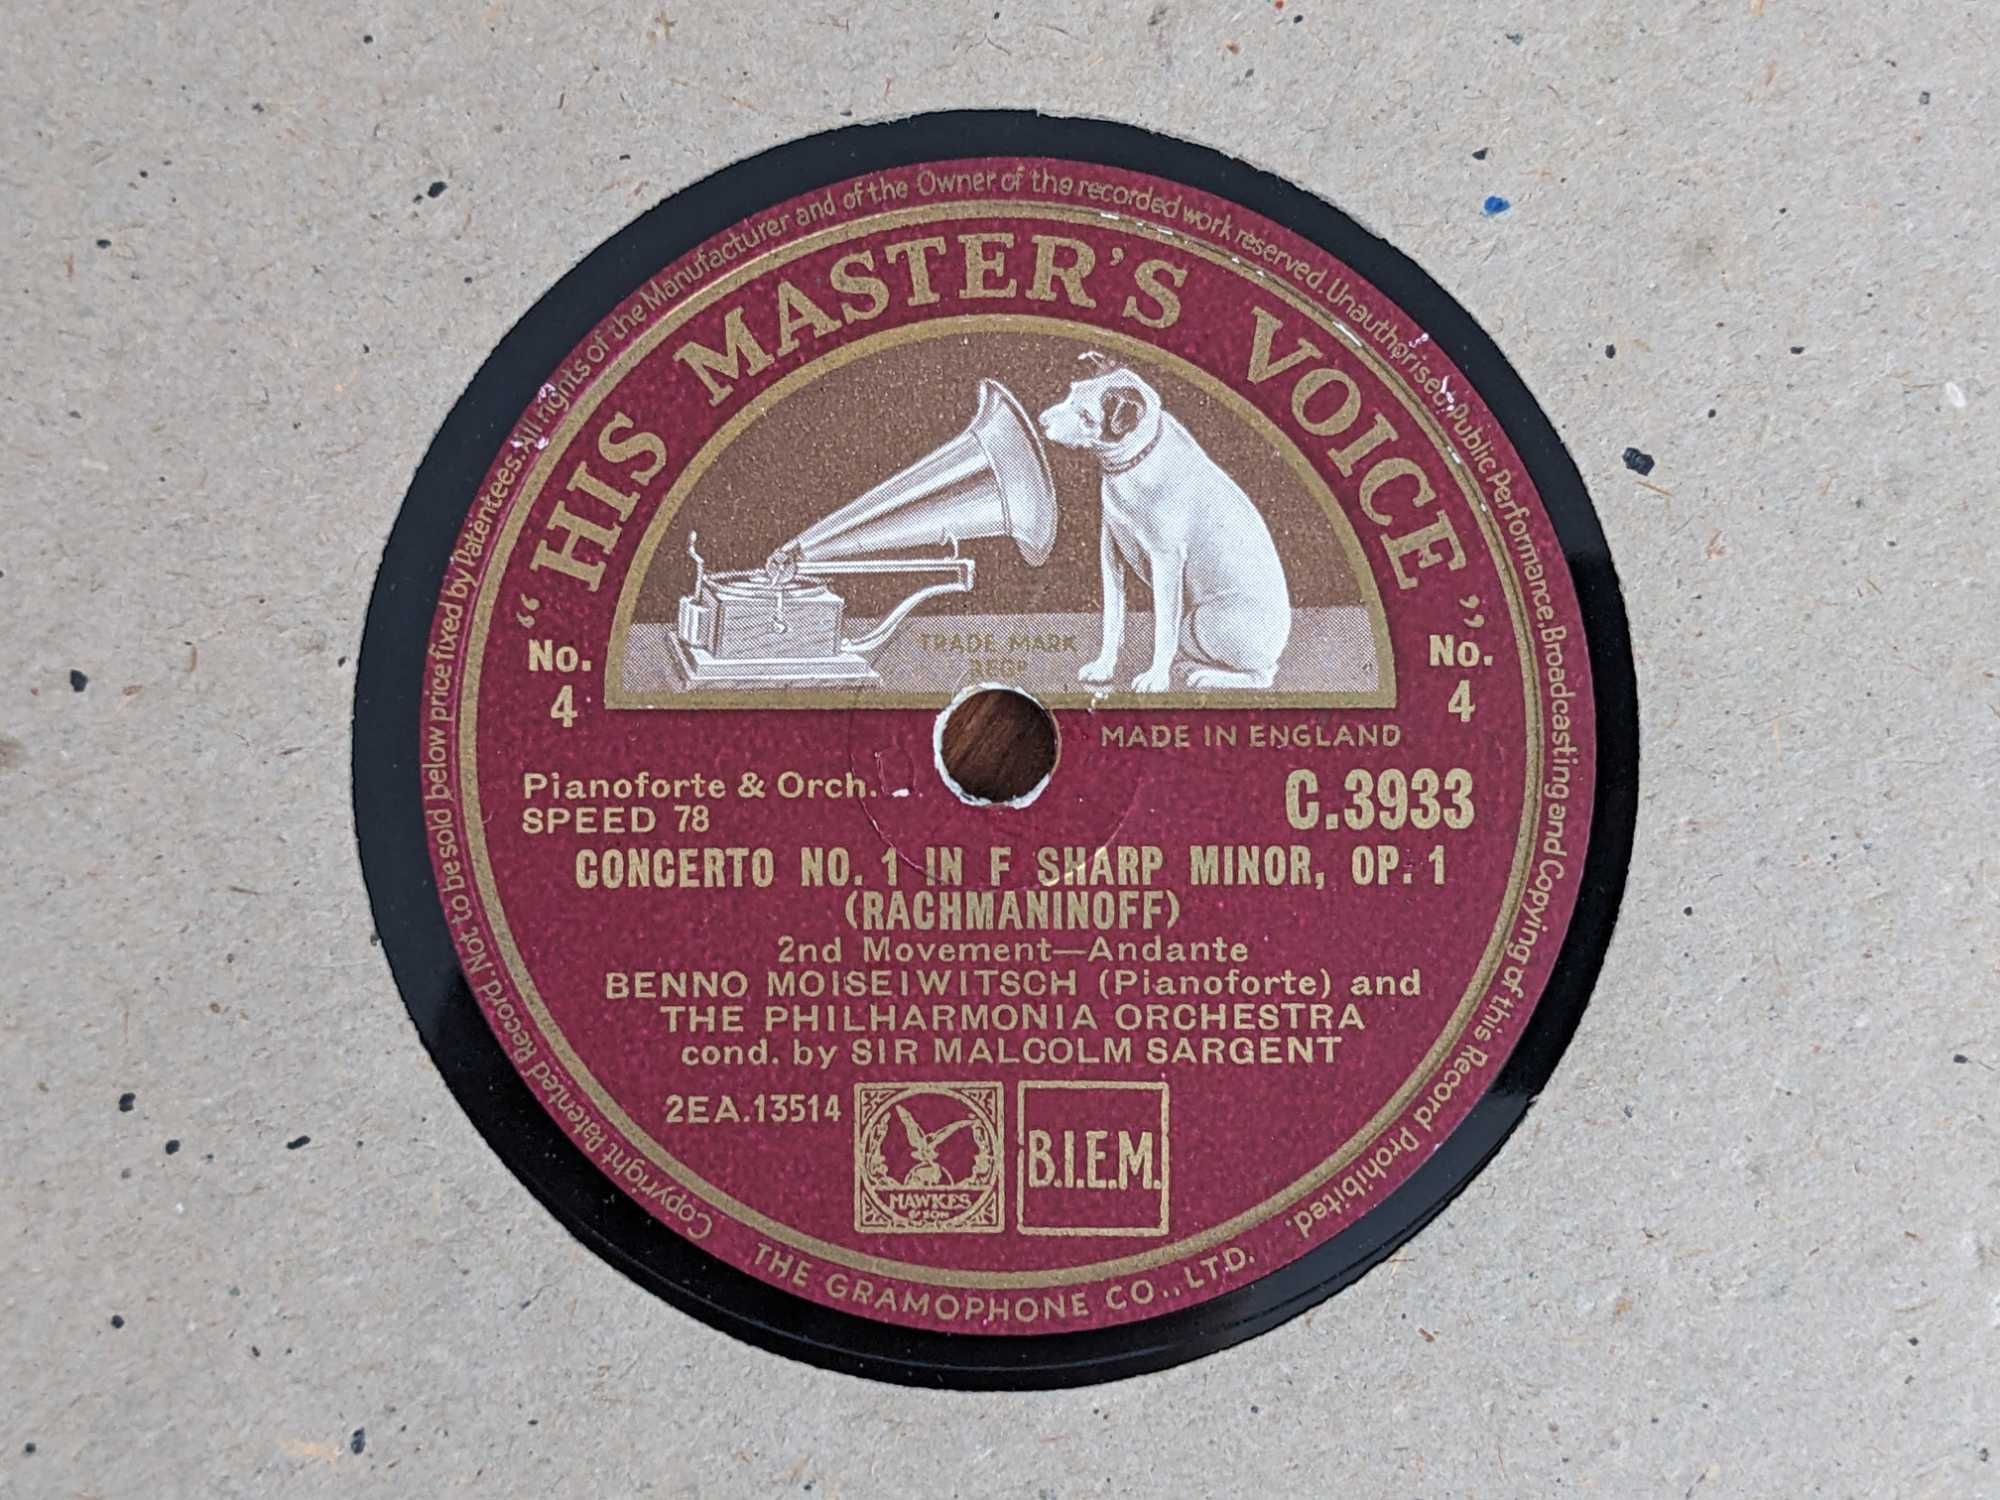 Copyright Patented Record. Not to be sold below price fixed by Patentees. All rights of the Manufacturer and of the Owner of the recorded work reserved. Unauthorised Public Performance, Broadcasting and Copying of this Record Prohibited.
"HIS MASTER'S VOICE"
TRADE MARK
No. 4
No. 4
MADE IN ENGLAND
Pianoforte & Orch.
SPEED 78
C.3933
CONCERTO NO. 1 IN F SHARP MINOR, OP. 1
(RACHMANINOFF)
2nd Movement—Andante
BENNO MOISEIWITSCH (Pianoforte) and
THE PHILHARMONIA ORCHESTRA
cond. by SIR MALCOLM SARGENT
2EA.13514
HAWKES
& SON
B.I.E.M.
THE GRAMOPHONE CO., LTD.